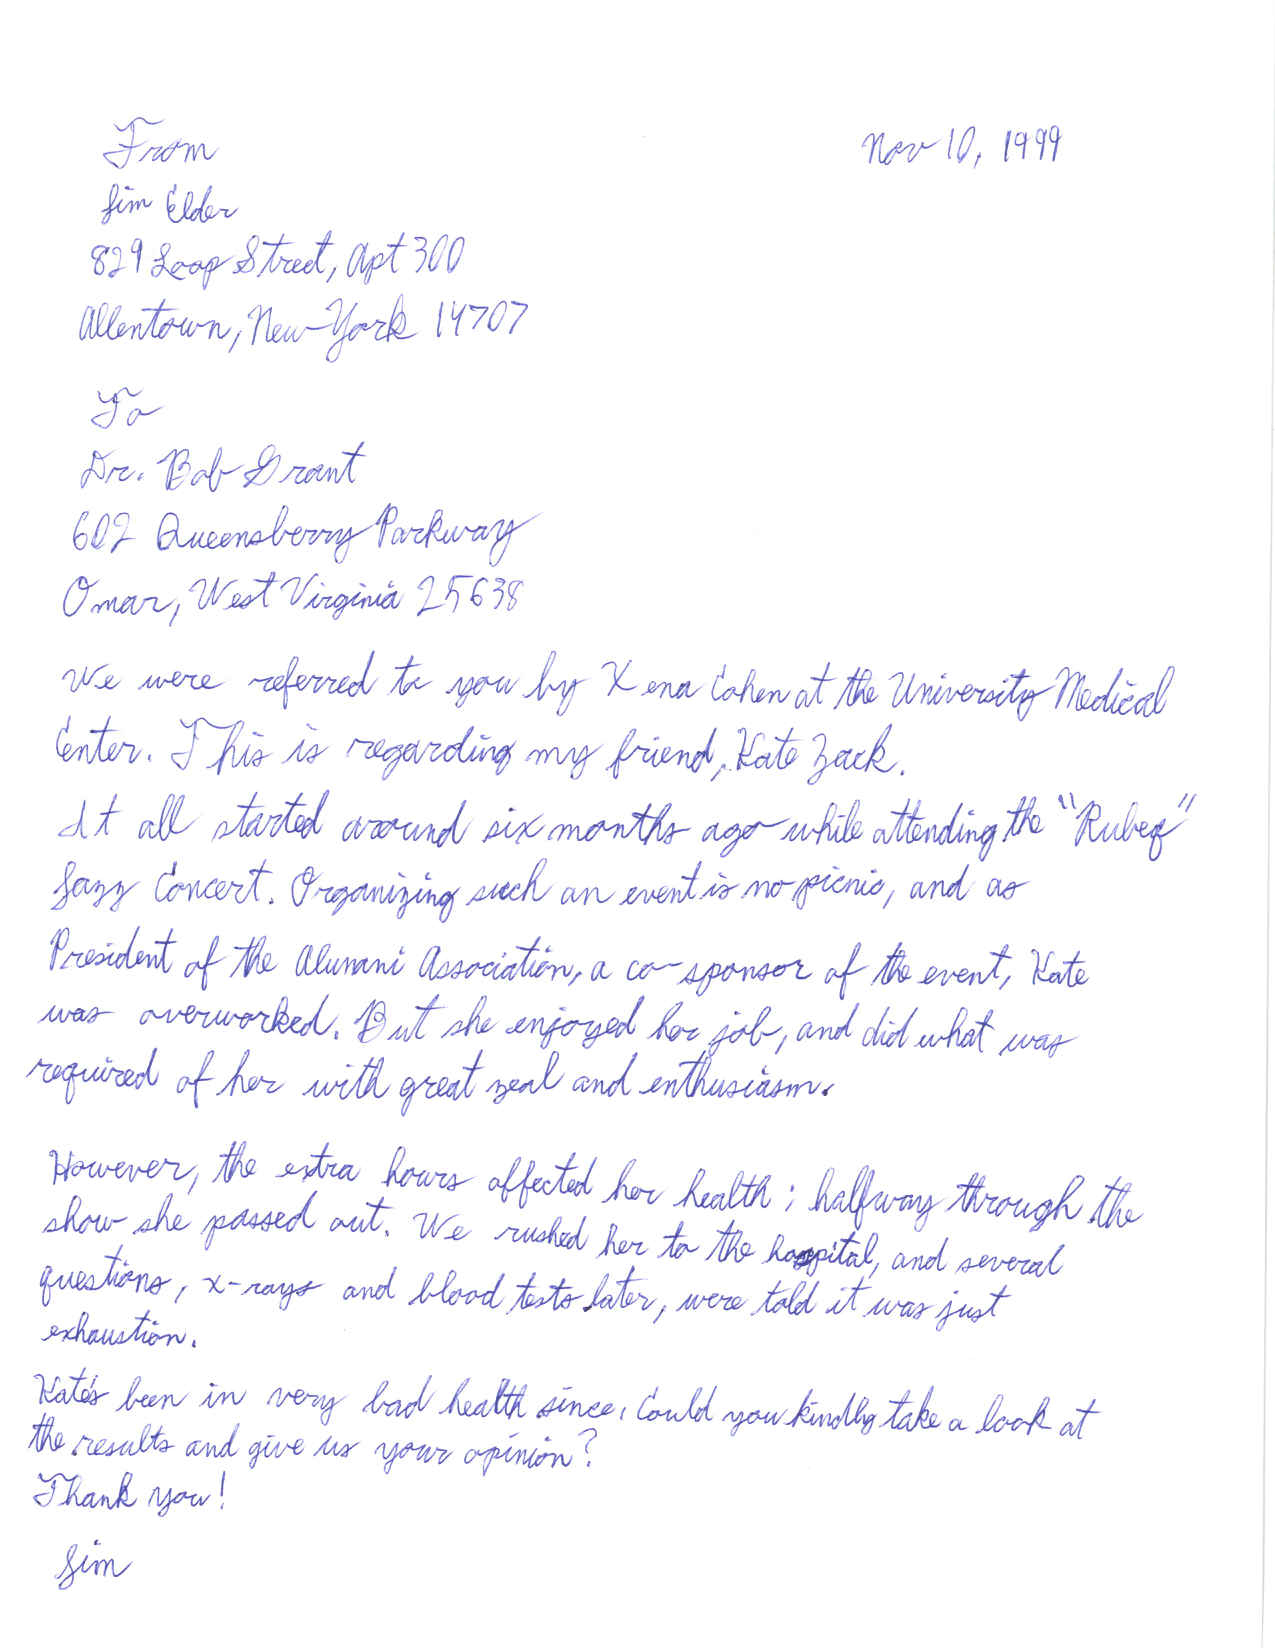 Nov 10, 1999
From
Jim Elder
829 Loop Street, Apt 300
Allentown, New York 14707
To
Dr. Bob Grant
602 Queensberry Parkway
Omar, West Virginia 25638
We were referred to you by Xena Cohen at the University Medical
Center. This is regarding my friend, Kate Zack.
It all started around six months ago while attending the "Rubeq"
Jazz Concert. Organizing such an event is no picnic, and as
President of the Alumni Association, a co-sponsor of the event, Kate
was overworked. But she enjoyed her job, and did what was
required of her with great zeal and enthusiasm.
However, the extra hours affected her health; halfway through the
show she passed out. We rushed her to the hospital, and several
questions, x-rays and blood tests later, were told it was just
exhaustion.
Kate's been in very bad health since. Could you kindly take a look at
the results and give us your opinion?
Thank you!
Jim